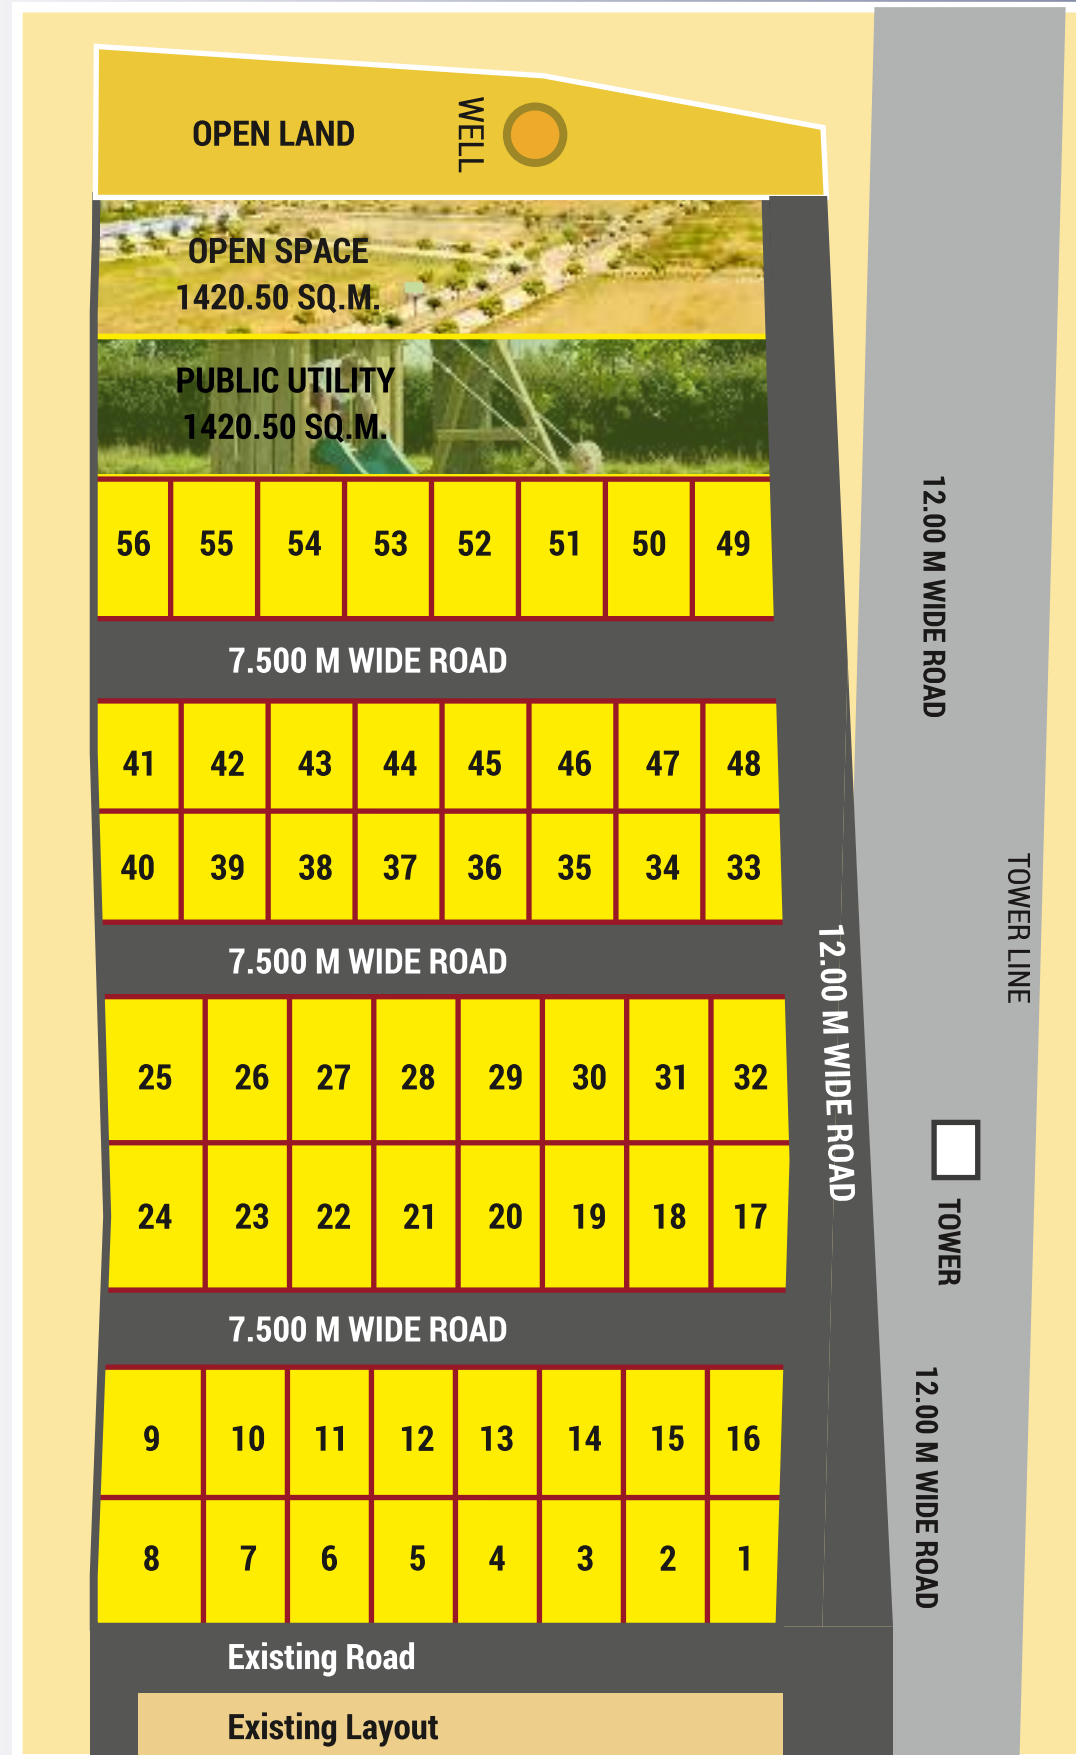 OPEN LAND
WELL
OPEN SPACE
1420.50 SQ.M.
PUBLIC UTILITY
1420.50 SQ.M.
56 55 54 53 52 51 50 49
7.500 M WIDE ROAD
41 42 43 44 45 46 47 48
40 39 38 37 36 35 34 33
7.500 M WIDE ROAD
25 26 27 28 29 30 31 32
24 23 22 21 20 19 18 17
7.500 M WIDE ROAD
9 10 11 12 13 14 15 16
8 7 6 5 4 3 2 1
Existing Road
Existing Layout
12.00 M WIDE ROAD
12.00 M WIDE ROAD
TOWER LINE
TOWER
12.00 M WIDE ROAD